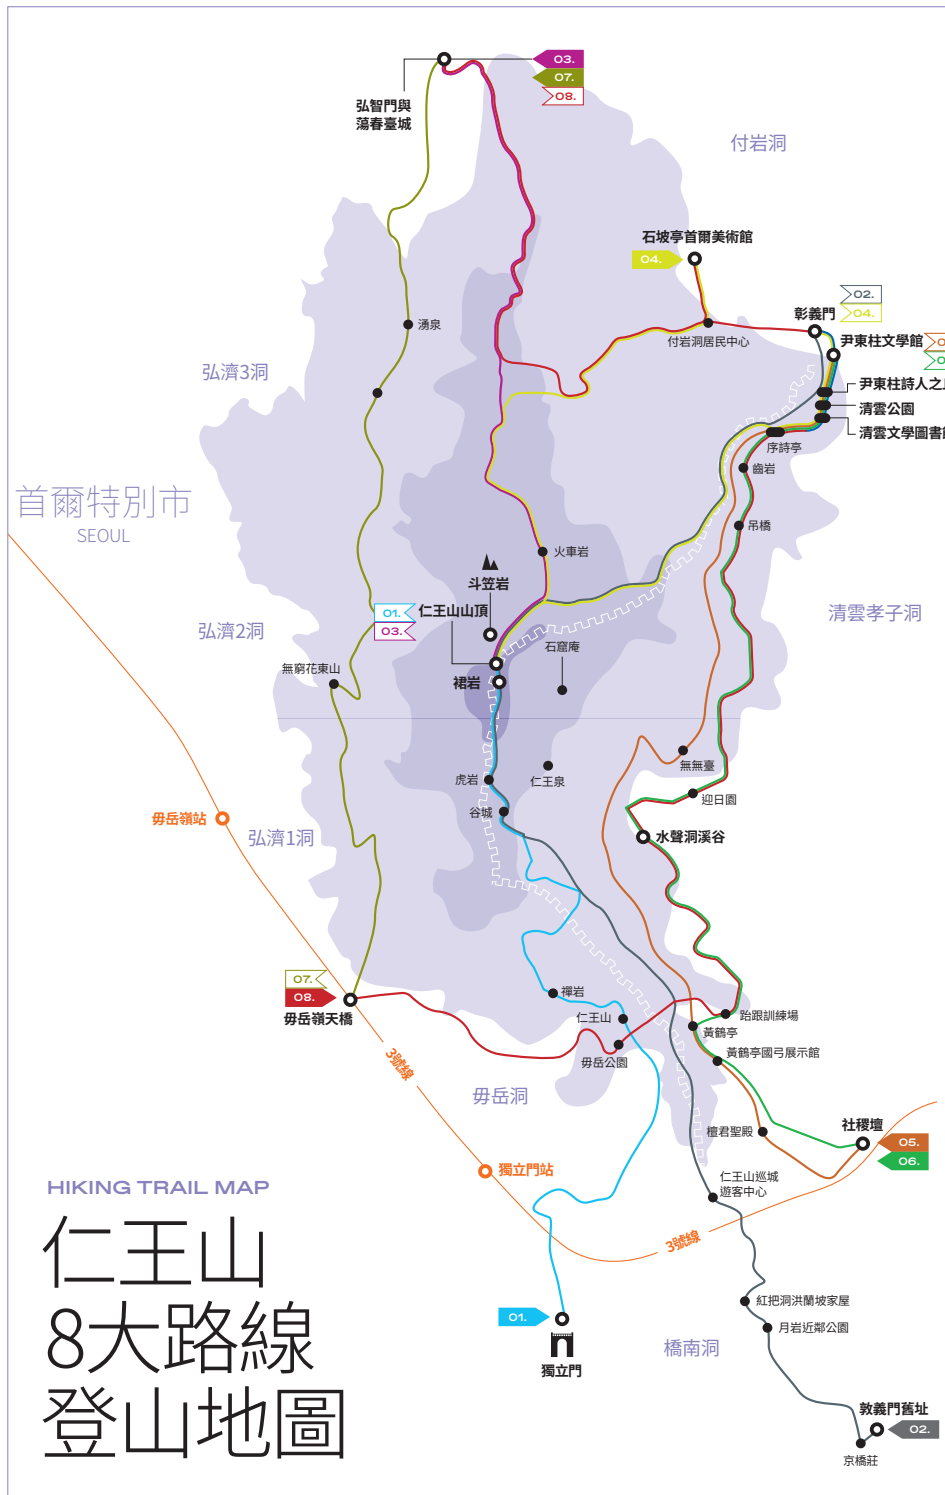 03.
07.
08.
弘智門與
蕩春臺城
付岩洞
石坡亭首爾美術館
04.
02.
04.
彰義門
付岩洞居民中心
尹東柱文學館
湧泉
弘濟3洞
尹東柱詩人之
清雲公園
清雲文學圖書
序詩亭
齒岩
首爾特別市
SEOUL
吊橋
火車岩
斗笠岩
01.
仁王山山頂
03.
弘濟2洞
清雲孝子洞
石窟庵
無窮花東山
裙岩
無無臺
虎岩
仁王泉
迎日園
谷城
毋岳嶺站
弘濟1洞
水聲洞溪谷
07.
08.
毋岳嶺天橋
禪岩
仁王山
跆跟訓練場
黃鶴亭
3號線
毋岳公園
黃鶴亭國弓展示館
毋岳洞
社稷壇
檀君聖殿
05.
06.
獨立門站
仁王山巡城
遊客中心
HIKING TRAIL MAP
仁王山
8大路線
登山地圖
3號線
01.
獨立門
紅把洞洪蘭坡家屋
月岩近鄰公園
橋南洞
敦義門舊址
02.
京橋莊